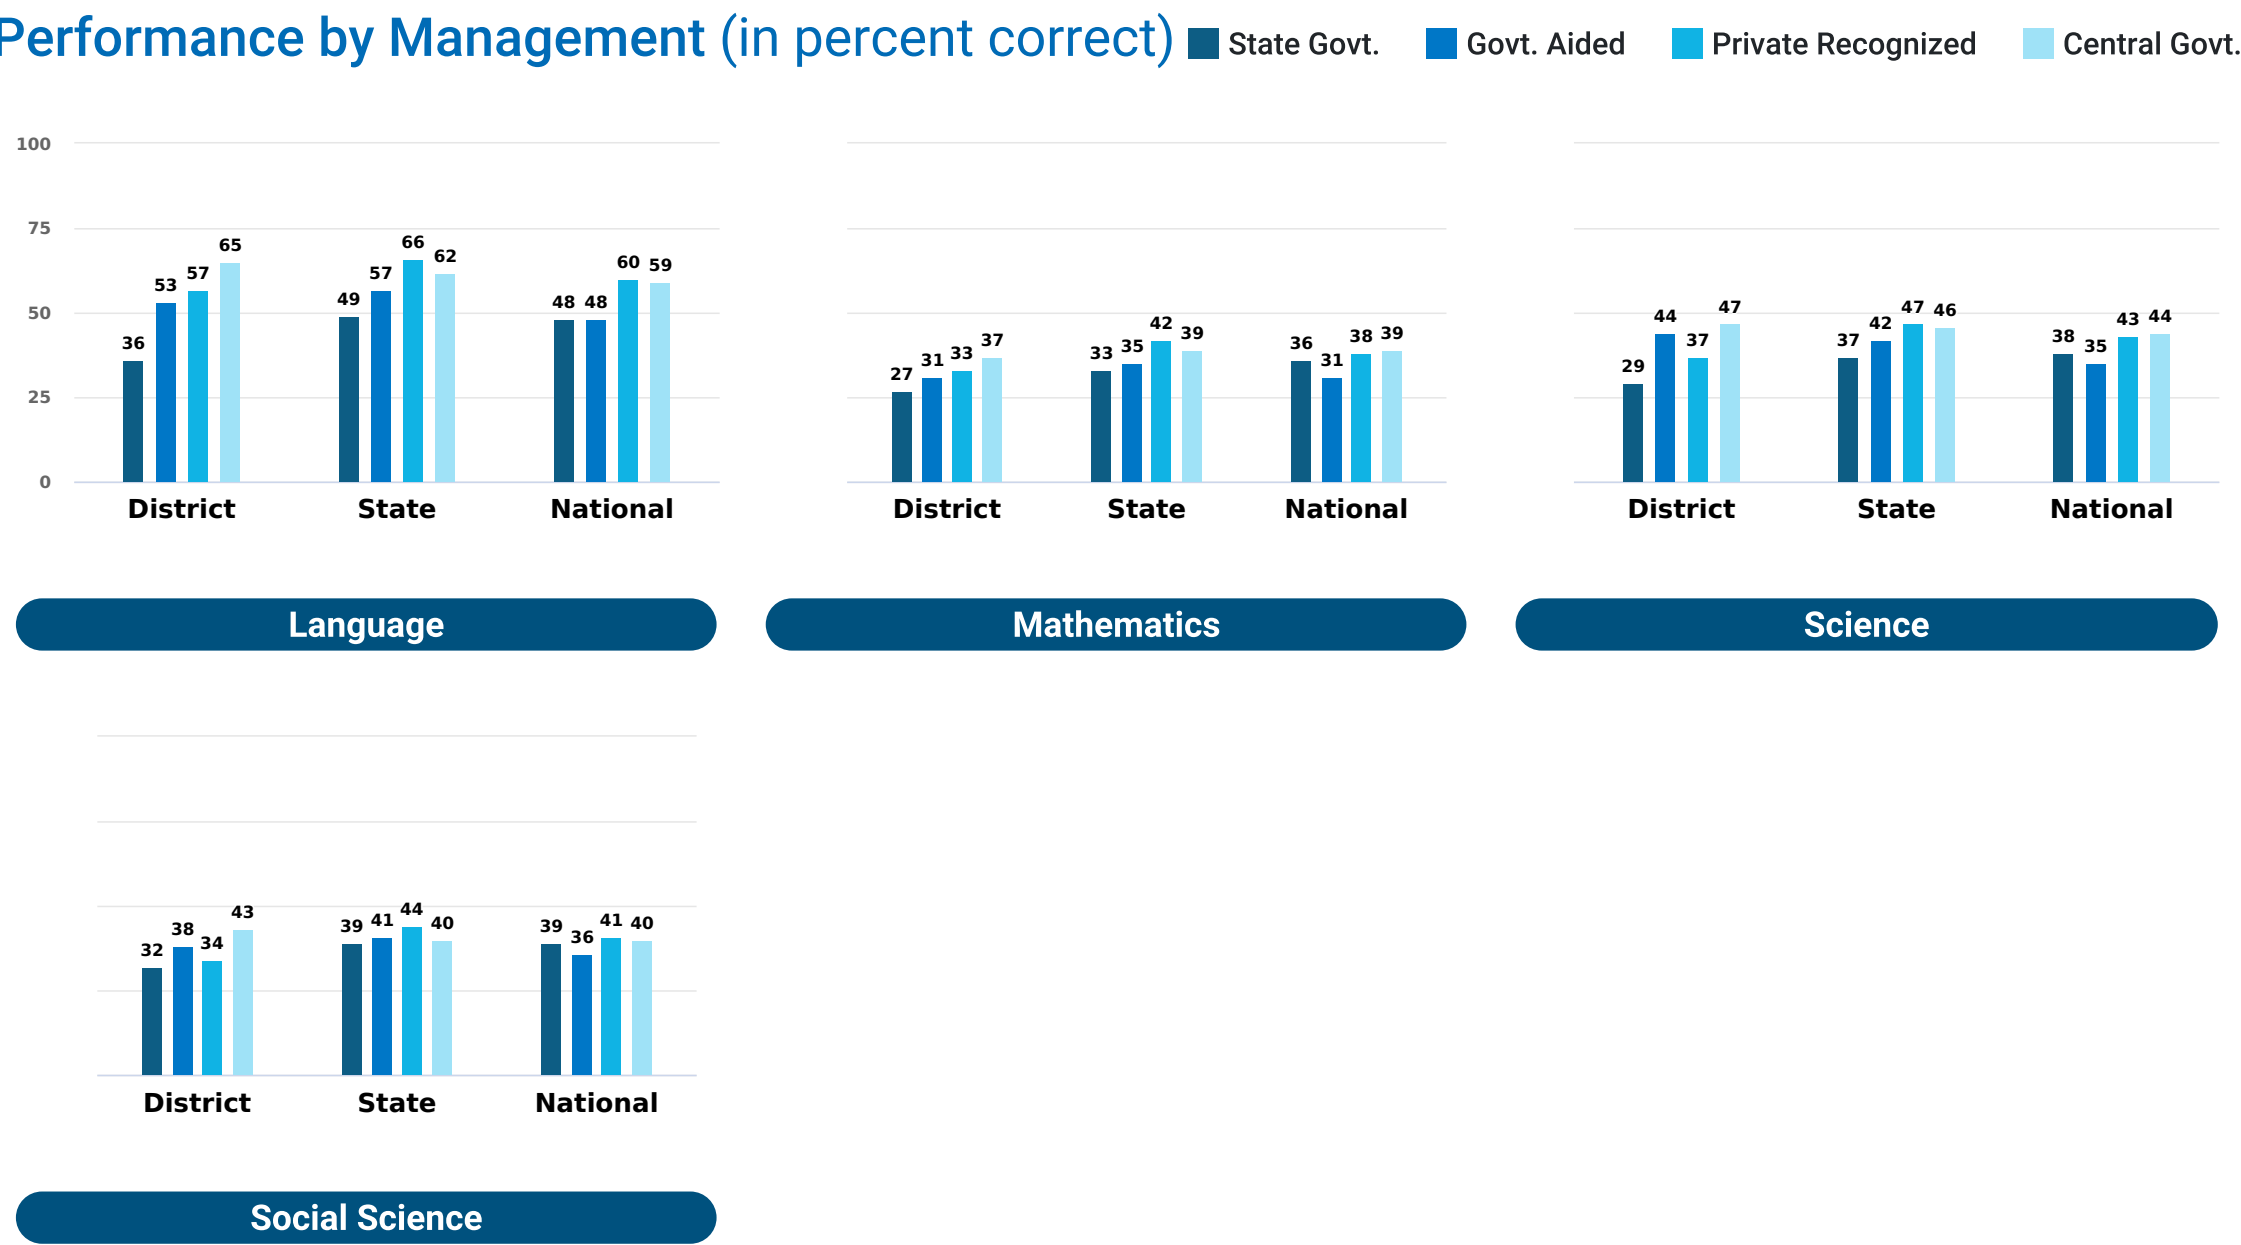 Performance by Management (in percent correct)
State Govt. Govt. Aided Private Recognized Central Govt.
100
75
50
25
0
36 53 57 65 49 57 66 62 48 48 60 59
District State National
Language
27 31 33 37 33 35 42 39 36 31 38 39
District State National
Mathematics
29 44 37 47 37 42 47 46 38 35 43 44
District State National
Science
32 38 34 43 39 41 44 40 39 36 41 40
District State National
Social Science